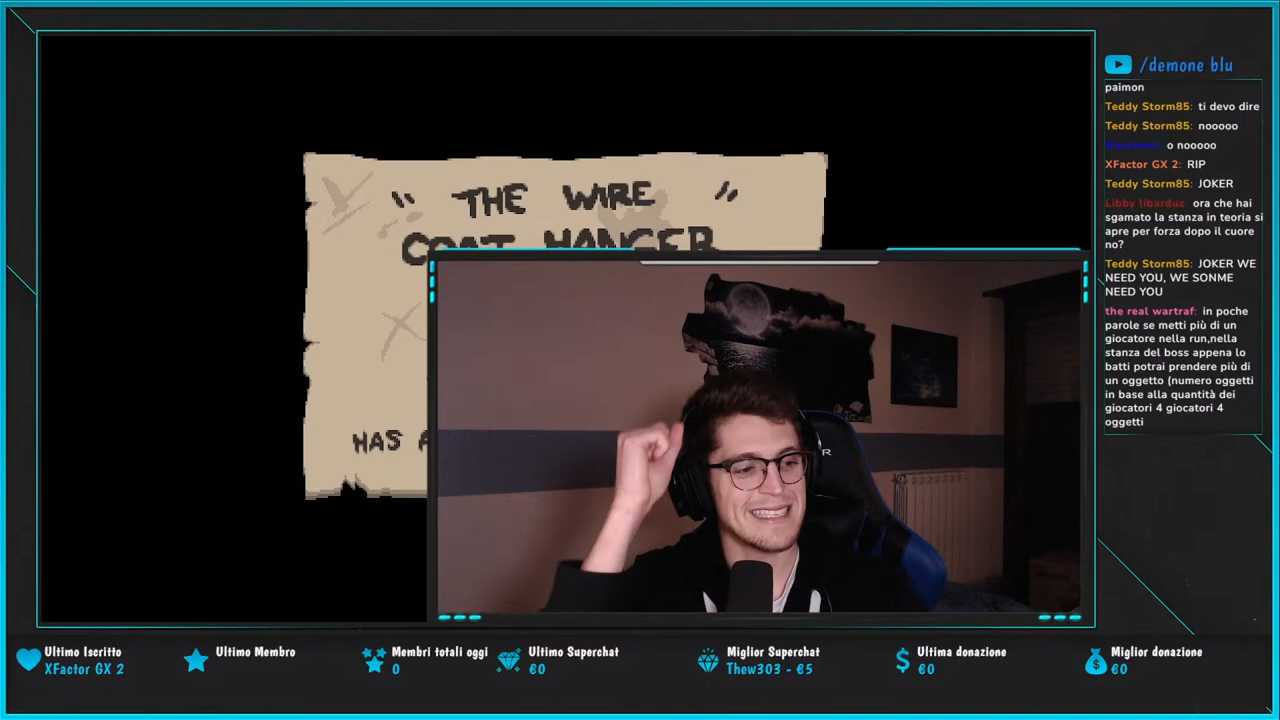 /demone blu
paimon
Teddy Storm85: ti devo dire
Teddy Storm85: nooooo
o nooooo
XFactor GX 2: RIP
Teddy Storm85: JOKER
Libby libarduz: ora che hai
sgamato la stanza in teoria si
apre per forza dopo il cuore
no?
Teddy Storm85: JOKER WE
NEED YOU, WE SONME
NEED YOU
the real wartraf: in poche
parole se metti più di un
giocatore nella run,nella
stanza del boss appena lo
batti potrai prendere più di
un oggetto (numero oggetti
in base alla quantità dei
giocatori 4 giocatori 4
oggetti
" THE WIRE "
COAT HANGER
HAS A
R
Ultimo Iscritto
XFactor GX 2
Ultimo Membro
Membri totali oggi
0
Ultimo Superchat
€0
Miglior Superchat
Thew303 - €5
Ultima donazione
€0
Miglior donazione
€0